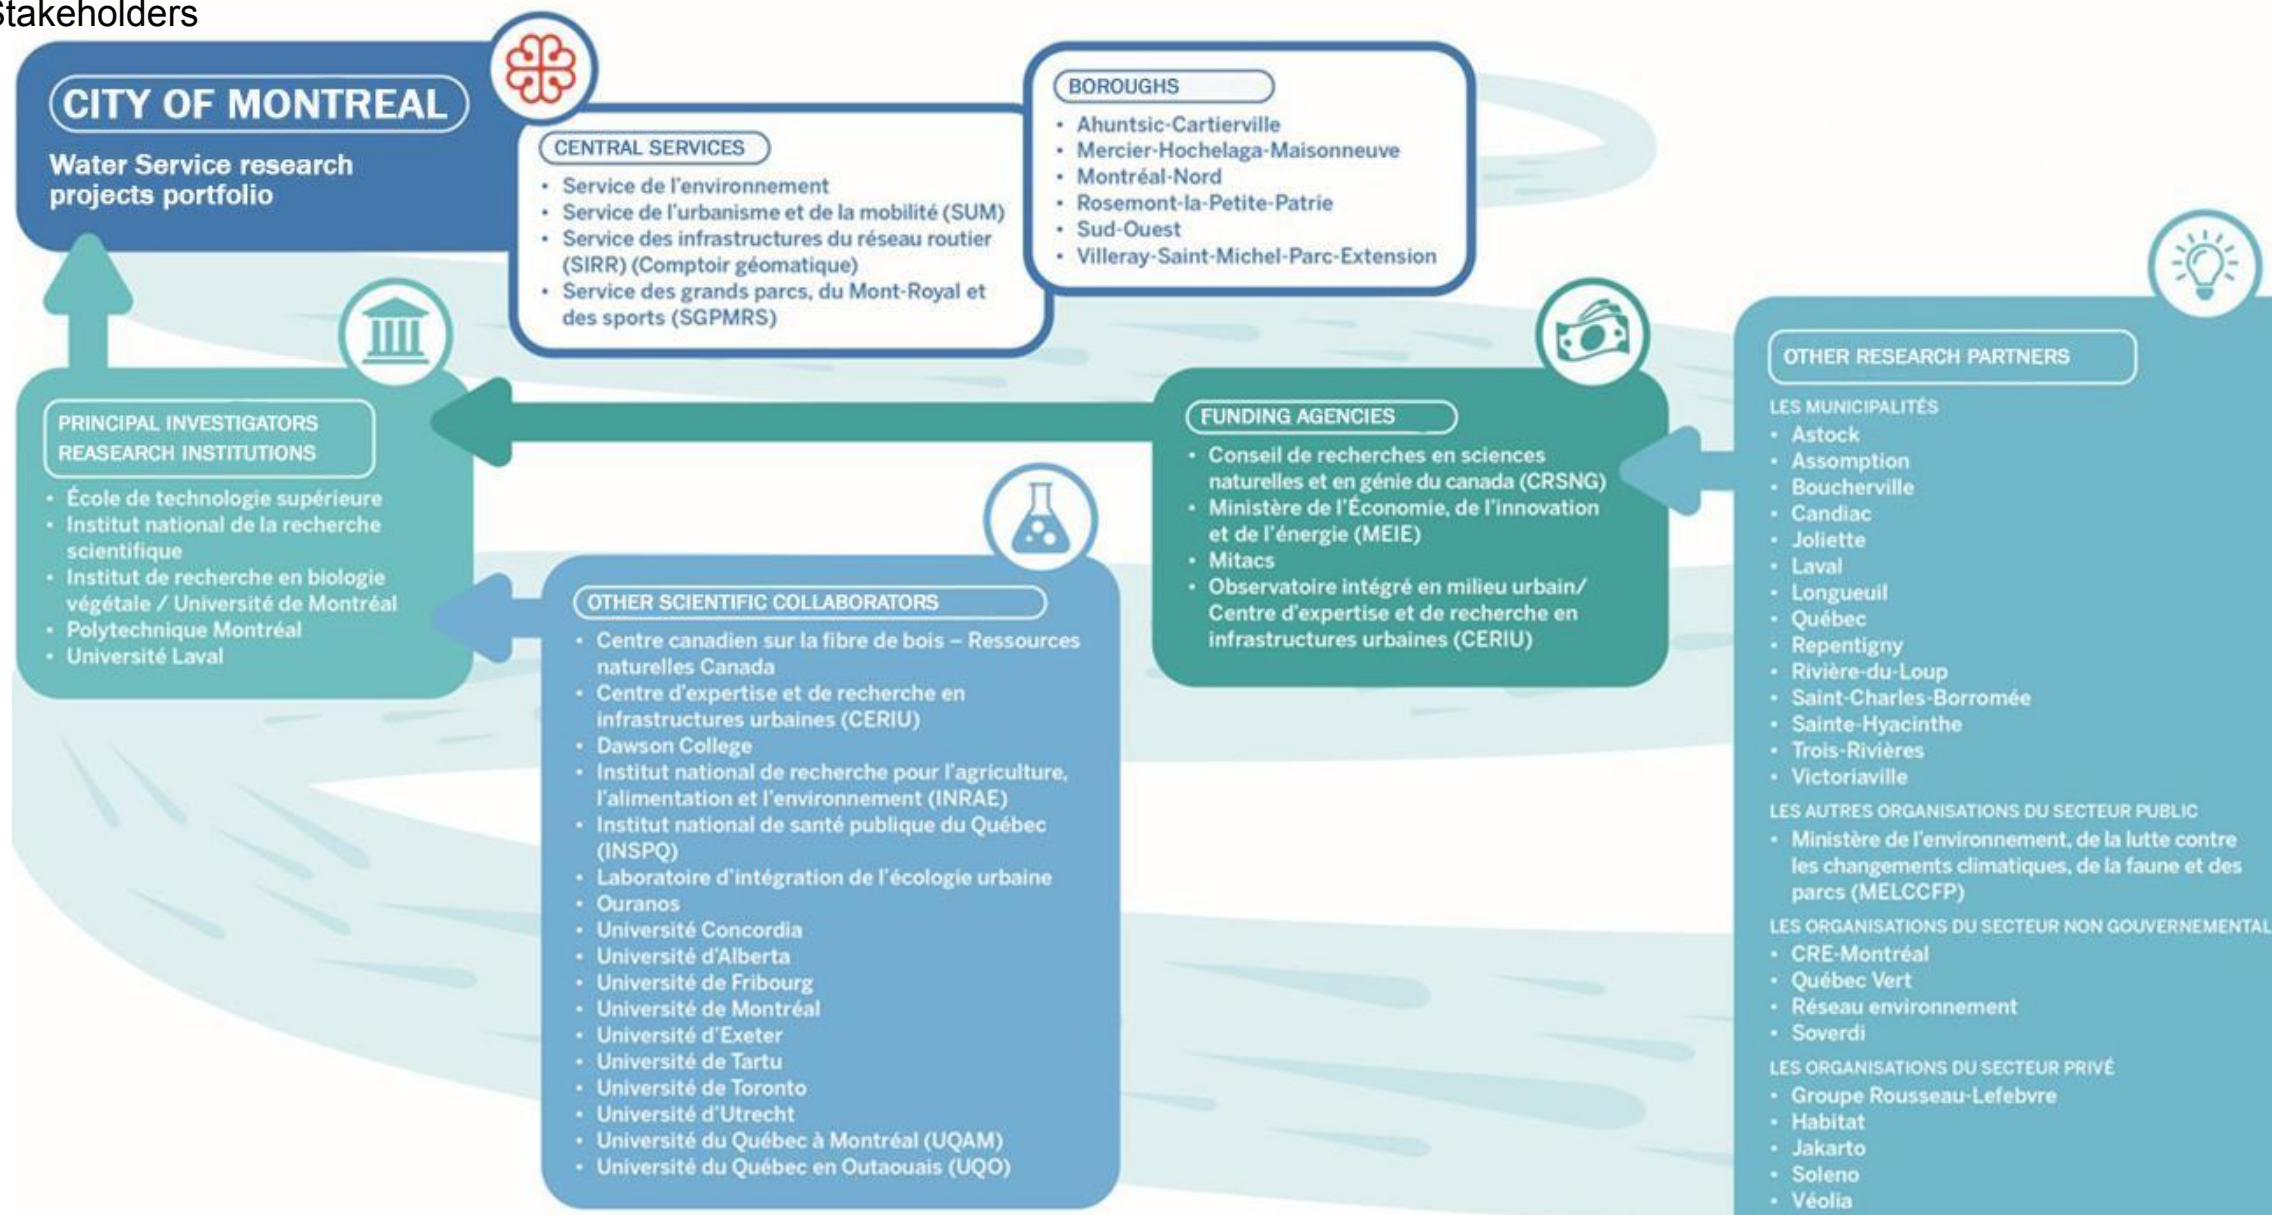 Stakeholders
CITY OF MONTREAL
Water Service research
projects portfolio
CENTRAL SERVICES
• Service de l'environnement
• Service de l'urbanisme et de la mobilité (SUM)
• Service des infrastructures du réseau routier
(SIRR) (Comptoir géomatique)
• Service des grands parcs, du Mont-Royal et
des sports (SGPMRS)
BOROUGHS
• Ahuntsic-Cartierville
• Mercier-Hochelaga-Maisonneuve
• Montréal-Nord
• Rosemont-la-Petite-Patrie
• Sud-Ouest
• Villeray-Saint-Michel-Parc-Extension
PRINCIPAL INVESTIGATORS
REASEARCH INSTITUTIONS
• École de technologie supérieure
• Institut national de la recherche
scientifique
• Institut de recherche en biologie
végétale / Université de Montréal
• Polytechnique Montréal
• Université Laval
OTHER SCIENTIFIC COLLABORATORS
• Centre canadien sur la fibre de bois – Ressources
naturelles Canada
• Centre d'expertise et de recherche en
infrastructures urbaines (CERIU)
• Dawson College
• Institut national de recherche pour l'agriculture,
l'alimentation et l'environnement (INRAE)
• Institut national de santé publique du Québec
(INSPQ)
• Laboratoire d'intégration de l'écologie urbaine
• Ouranos
• Université Concordia
• Université d'Alberta
• Université de Fribourg
• Université de Montréal
• Université d'Exeter
• Université de Tartu
• Université de Toronto
• Université d'Utrecht
• Université du Québec à Montréal (UQAM)
• Université du Québec en Outaouais (UQO)
FUNDING AGENCIES
• Conseil de recherches en sciences
naturelles et en génie du canada (CRSNG)
• Ministère de l'Économie, de l'innovation
et de l'énergie (MEIE)
• Mitacs
• Observatoire intégré en milieu urbain/
Centre d'expertise et de recherche en
infrastructures urbaines (CERIU)
OTHER RESEARCH PARTNERS
LES MUNICIPALITÉS
• Astock
• Assomption
• Boucherville
• Candiac
• Joliette
• Laval
• Longueuil
• Québec
• Repentigny
• Rivière-du-Loup
• Saint-Charles-Borromée
• Sainte-Hyacinthe
• Trois-Rivières
• Victoriaville
LES AUTRES ORGANISATIONS DU SECTEUR PUBLIC
• Ministère de l'environnement, de la lutte contre
les changements climatiques, de la faune et des
parcs (MELCCFP)
LES ORGANISATIONS DU SECTEUR NON GOUVERNEMENTAL
• CRE-Montréal
• Québec Vert
• Réseau environnement
• Soverdi
LES ORGANISATIONS DU SECTEUR PRIVÉ
• Groupe Rousseau-Lefebvre
• Habitat
• Jakarto
• Soleno
• Véolia